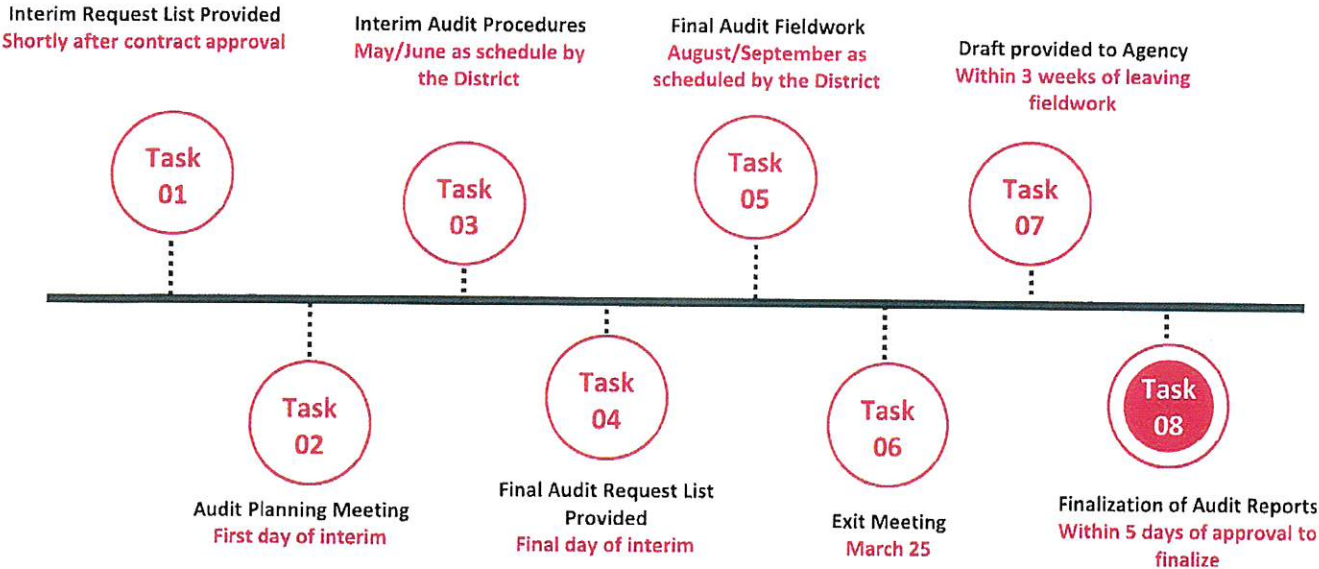 Interim Request List Provided
Shortly after contract approval
Task
01
Audit Planning Meeting
First day of interim
Task
02
Interim Audit Procedures
May/June as schedule by
the District
Task
03
Final Audit Request List
Provided
Final day of interim
Task
04
Final Audit Fieldwork
August/September as
scheduled by the District
Task
05
Exit Meeting
March 25
Task
06
Draft provided to Agency
Within 3 weeks of leaving
fieldwork
Task
07
Finalization of Audit Reports
Within 5 days of approval to
finalize
Task
08